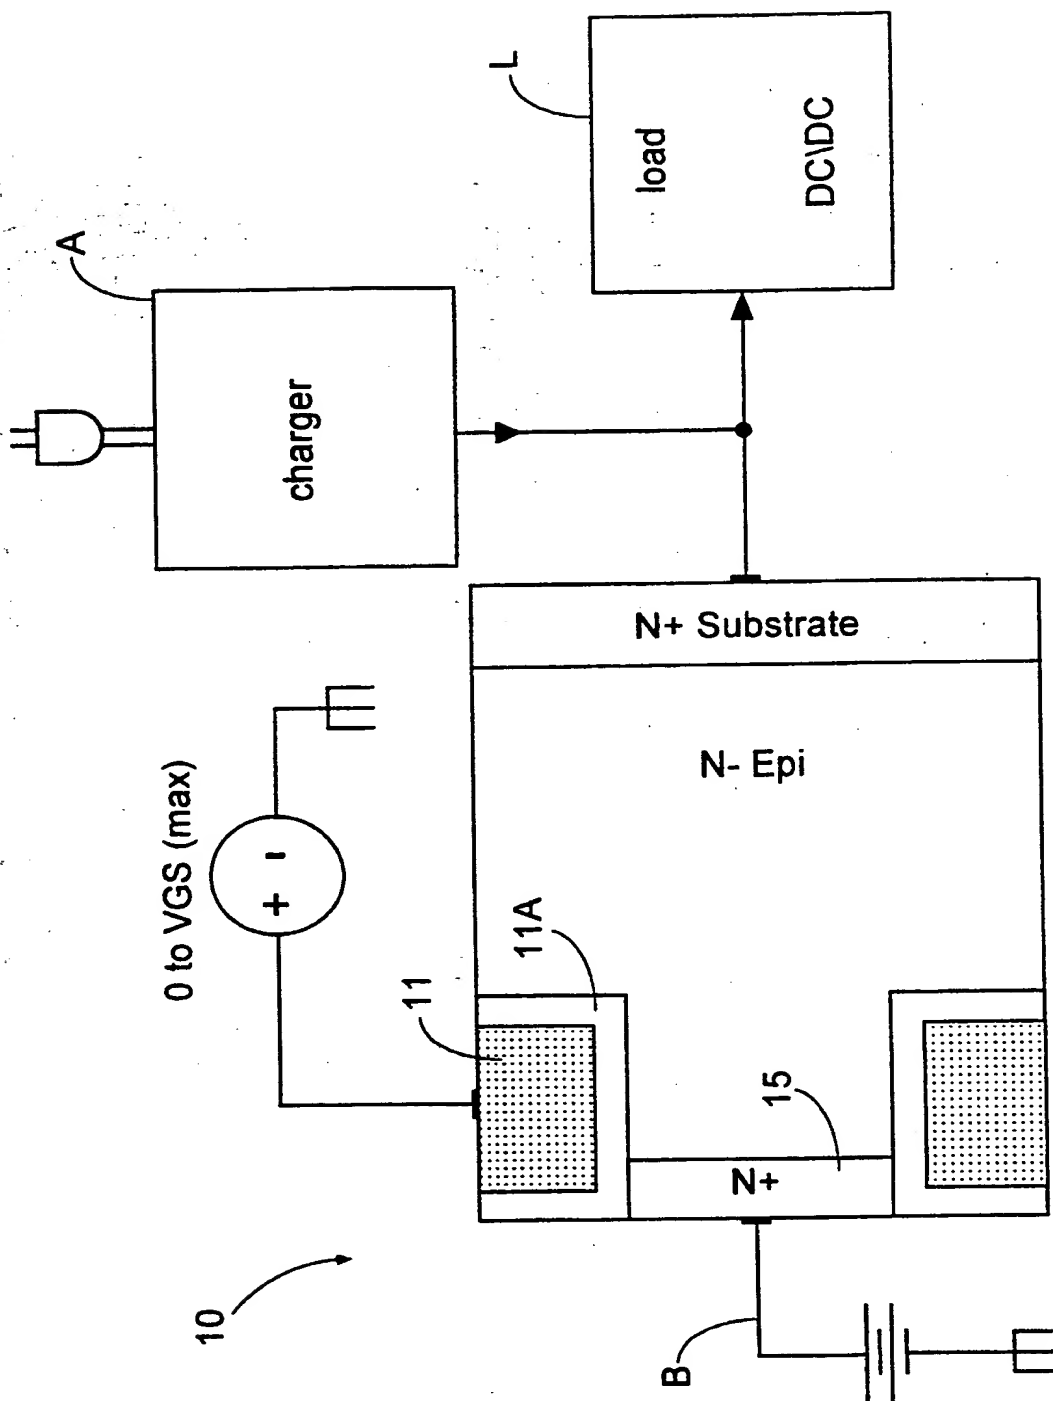 10
0 to VGS (max)
+ -
A
charger
L
load
DC\DC
11
11A
15
N+
N- Epi
N+ Substrate
B